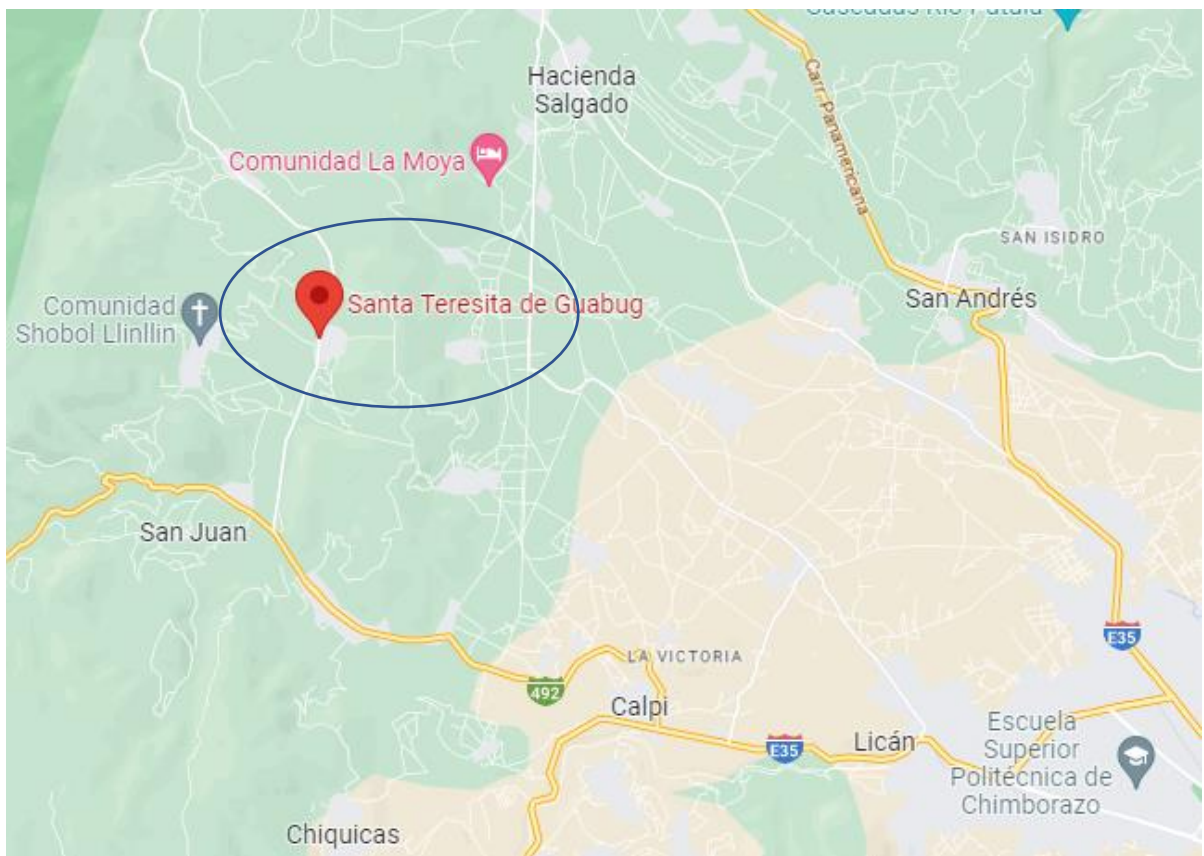 Hacienda
Salgado
Carr. Panamericana
Comunidad La Moya
SAN ISIDRO
Comunidad
Shobol Llinllin
Santa Teresita de Guabug
San Andrés
San Juan
E35
LA VICTORIA
492
Calpi
E35
Licán
Escuela
Superior
Politécnica de
Chimborazo
Chiquicas